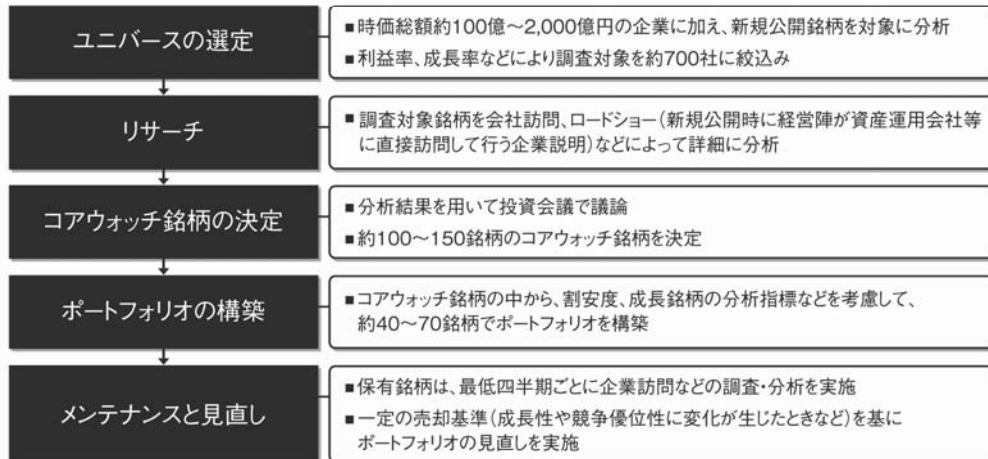 ユニバースの選定
■時価総額約100億～2,000億円の企業に加え、新規公開銘柄を対象に分析
■利益率、成長率などにより調査対象を約700社に絞込み
リサーチ
■調査対象銘柄を会社訪問、ロードショー(新規公開時に経営陣が資産運用会社等
に直接訪問して行う企業説明)などによって詳細に分析
コアウォッチ銘柄の決定
■分析結果を用いて投資会議で議論
■約100～150銘柄のコアウォッチ銘柄を決定
ポートフォリオの構築
■コアウォッチ銘柄の中から、割安度、成長銘柄の分析指標などを考慮して、
約40～70銘柄でポートフォリオを構築
メンテナンスと見直し
■保有銘柄は、最低四半期ごとに企業訪問などの調査・分析を実施
■一定の売却基準(成長性や競争優位性に変化が生じたときなど)を基に
ポートフォリオの見直しを実施